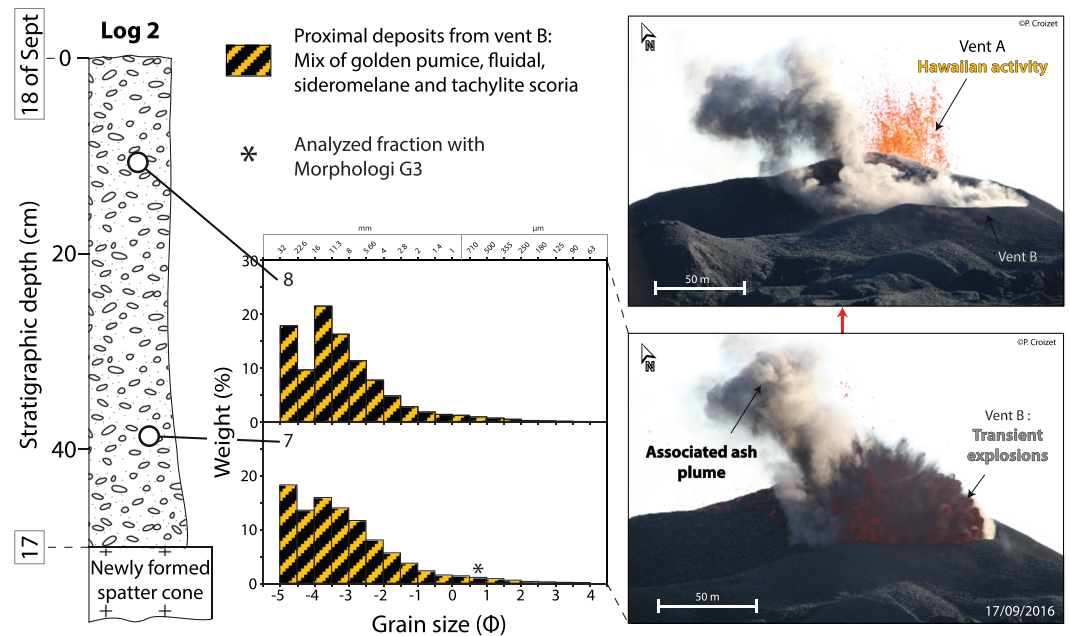 Log 2
18 of Sept
0
20
40
17
Stratigraphic depth (cm)
Newly formed
spatter cone
Proximal deposits from vent B:
Mix of golden pumice, fluidal,
sideromelane and tachylite scoria
*
Analyzed fraction with
Morphologi G3
mm
µm
32 22.6 16 11.3 8 5.66 4 2.8 2 1.4 1 710 500 355 250 180 125 90 63
30
20
10
0
8
Weight (%)
7
20
10
0
*
-5 -4 -3 -2 -1 0 1 2 3 4
Grain size (Φ)
©P. Croizet
N
Vent A
Hawaiian activity
Vent B
50 m
©P. Croizet
N
Associated ash
plume
Vent B :
Transient
explosions
50 m
17/09/2016